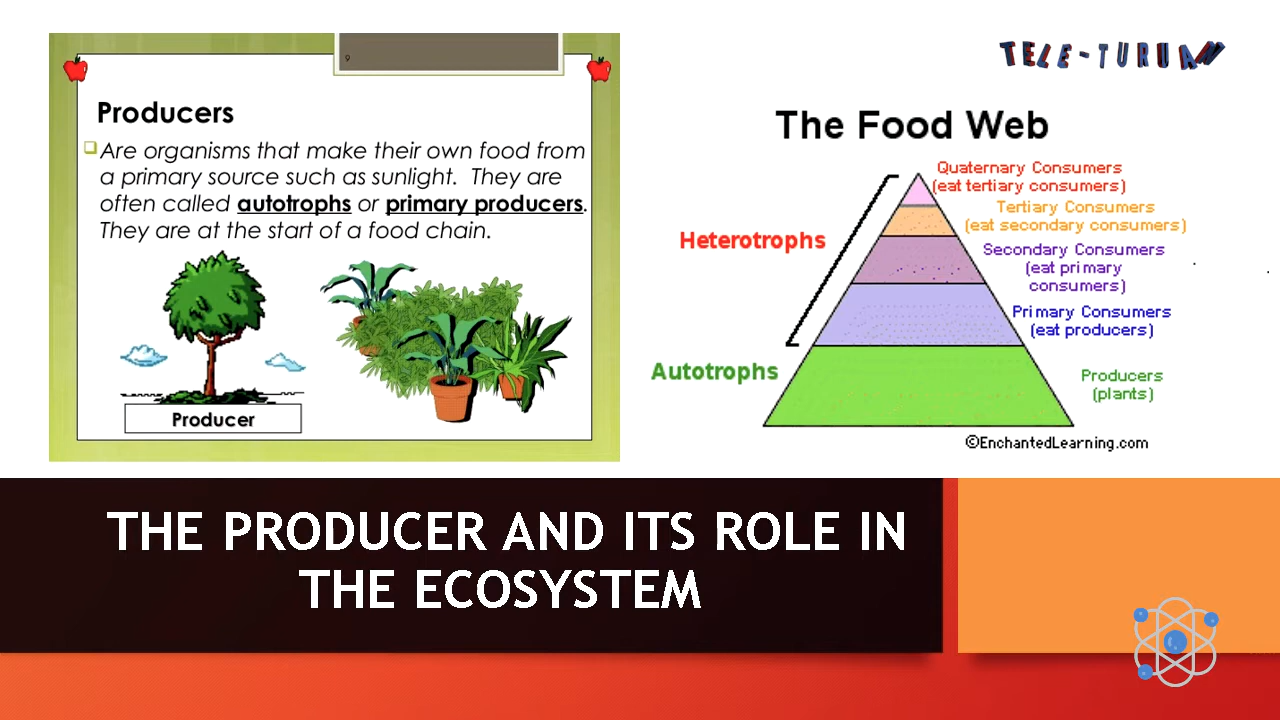 9
Producers
Are organisms that make their own food from
a primary source such as sunlight. They are
often called autotrophs or primary producers.
They are at the start of a food chain.
Producer
TELE-TURUAN
The Food Web
Quaternary Consumers
(eat tertiary consumers)
Tertiary Consumers
(eat secondary consumers)
Heterotrophs
Secondary Consumers
(eat primary
consumers)
Primary Consumers
(eat producers)
Autotrophs
Producers
(plants)
©EnchantedLearning.com
THE PRODUCER AND ITS ROLE IN
THE ECOSYSTEM